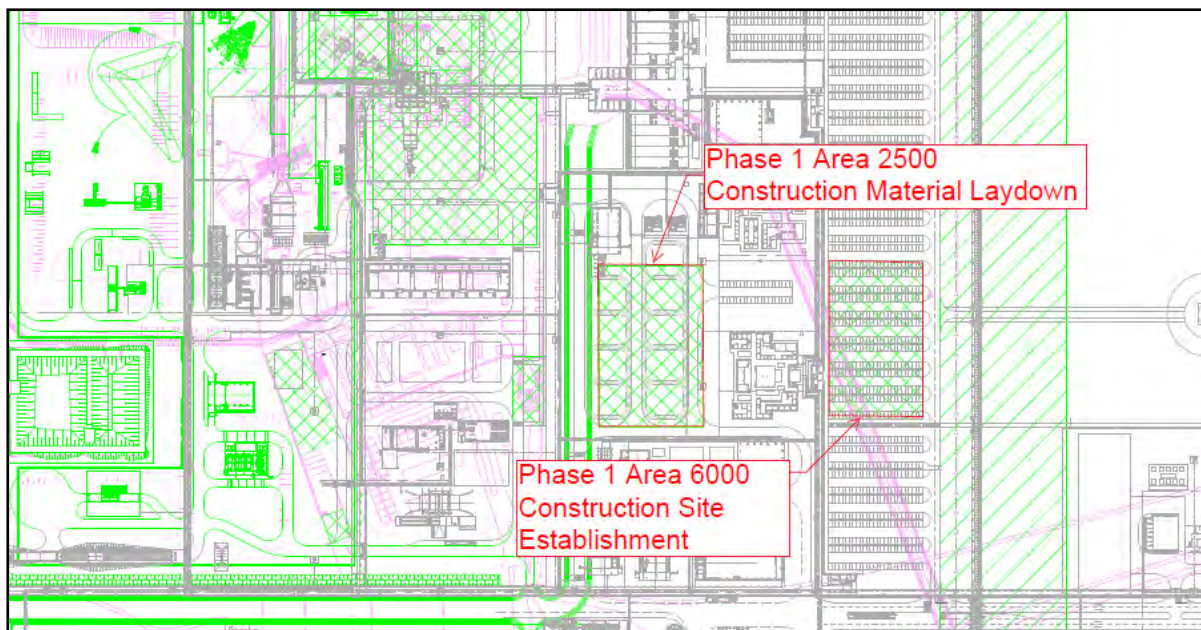 Phase 1 Area 2500
Construction Material Laydown
Phase 1 Area 6000
Construction Site
Establishment